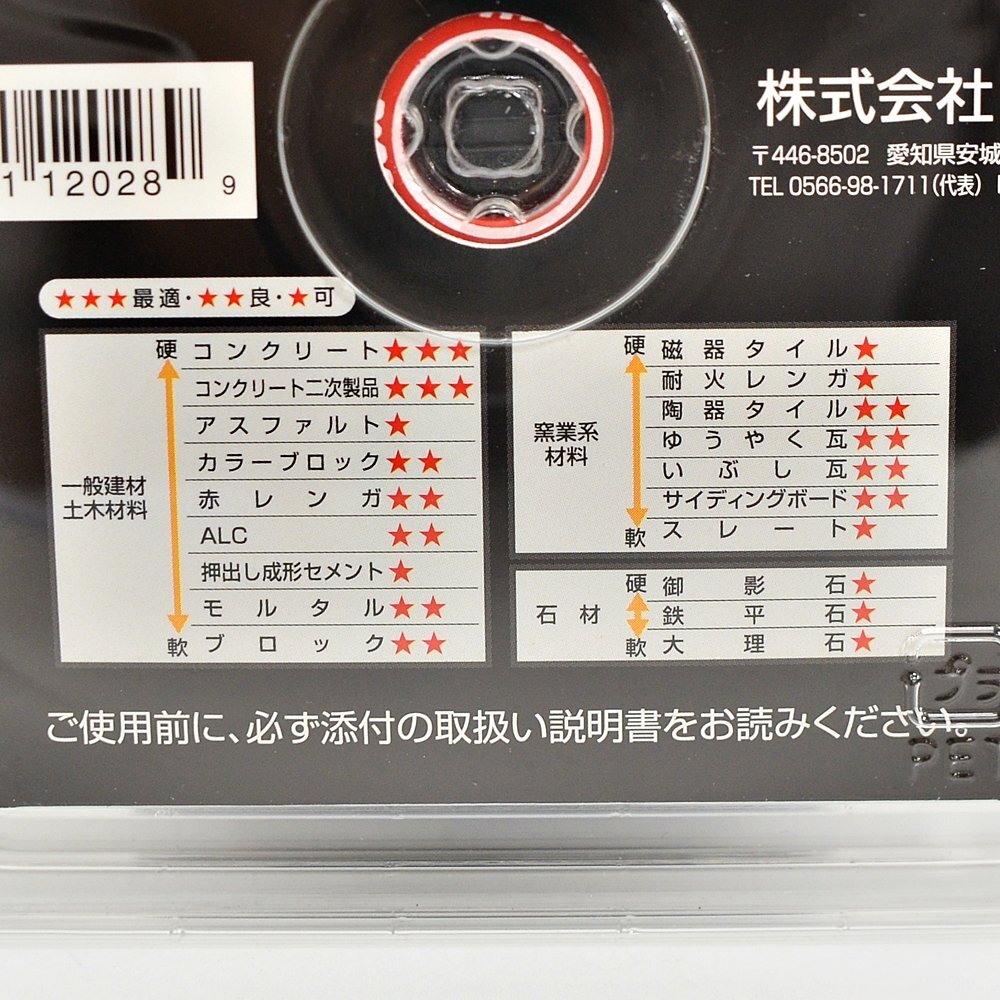 株式会社
〒446-8502 愛知県安城
TEL 0566-98-1711(代表)
112028 9
★★★最適・★★良・★可
一般建材
土木材料
硬
軟
コンクリート★★★
コンクリート二次製品★★★
アスファルト★
カラーブロック★★
赤レンガ★★
ALC ★★
押出し成形セメント★
モルタル★★
ブロック★★
窯業系
材料
硬
軟
磁器タイル★
耐火レンガ★
陶器タイル★★
ゆうやく瓦★★
いぶし瓦★★
サイディングボード★★
スレート★
石材
硬
軟
御影石★
鉄平石★
大理石★
ご使用前に、必ず添付の取扱い説明書をお読みください。
プラ
PET